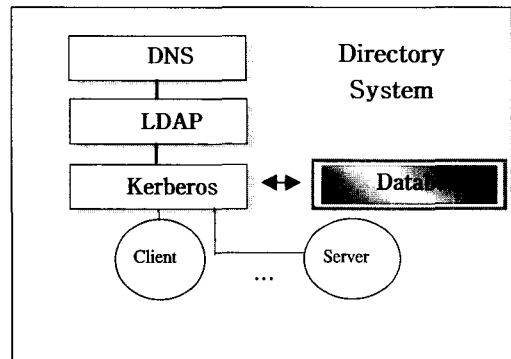 DNS
Directory
System
LDAP
Kerberos
Client
...
Server